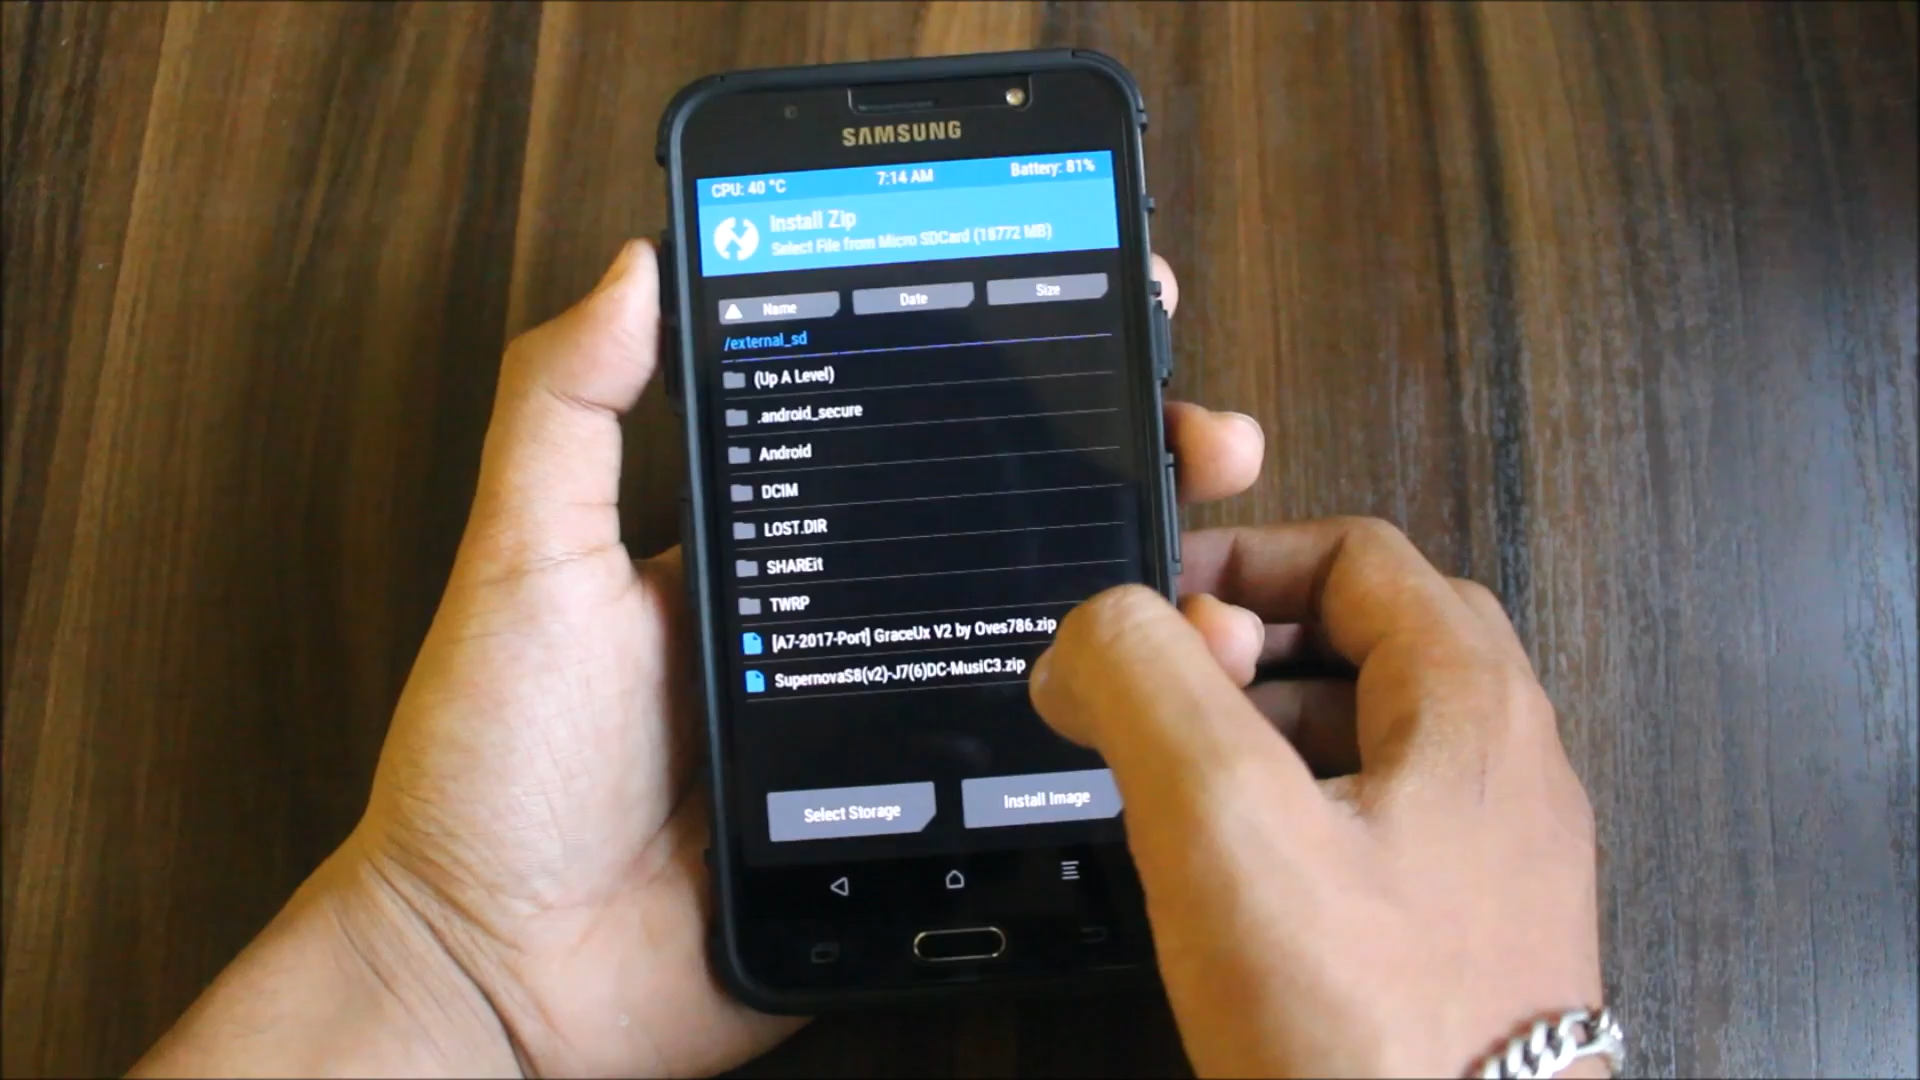 SAMSUNG
CPU: 40 °C 7:14 AM Battery: 81%
Install Zip
Select File from Micro SDCard (18772 MB)
Name Date Size
/external_sd
(Up A Level)
.android_secure
Android
DCIM
LOST.DIR
SHAREit
TWRP
[A7-2017-Port] GraceUx V2 by Oves786.zip
SupernovaS8(v2)-J7(6)DC-MusiC3.zip
Select Storage Install Image